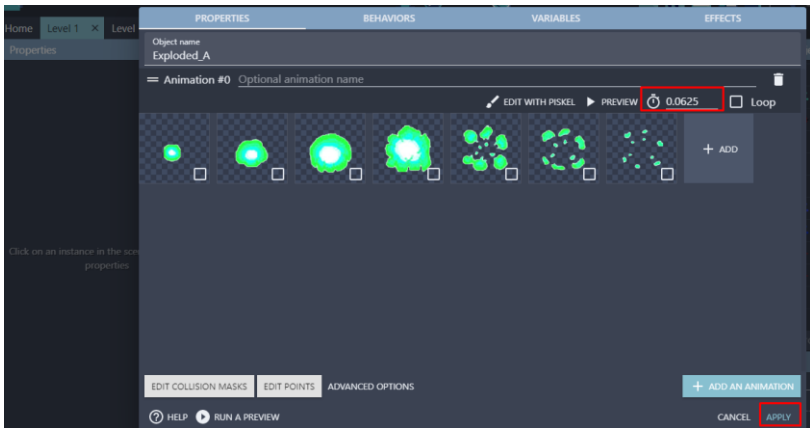 PROPERTIES BEHAVIORS VARIABLES EFFECTS
Home Level 1 × Level
Properties
Object name
Exploded_A
Animation #0 Optional animation name
EDIT WITH PISKEL PREVIEW 0.0625 Loop
+ ADD
Click on an instance in the sce
properties
EDIT COLLISION MASKS EDIT POINTS ADVANCED OPTIONS + ADD AN ANIMATION
? HELP RUN A PREVIEW CANCEL APPLY